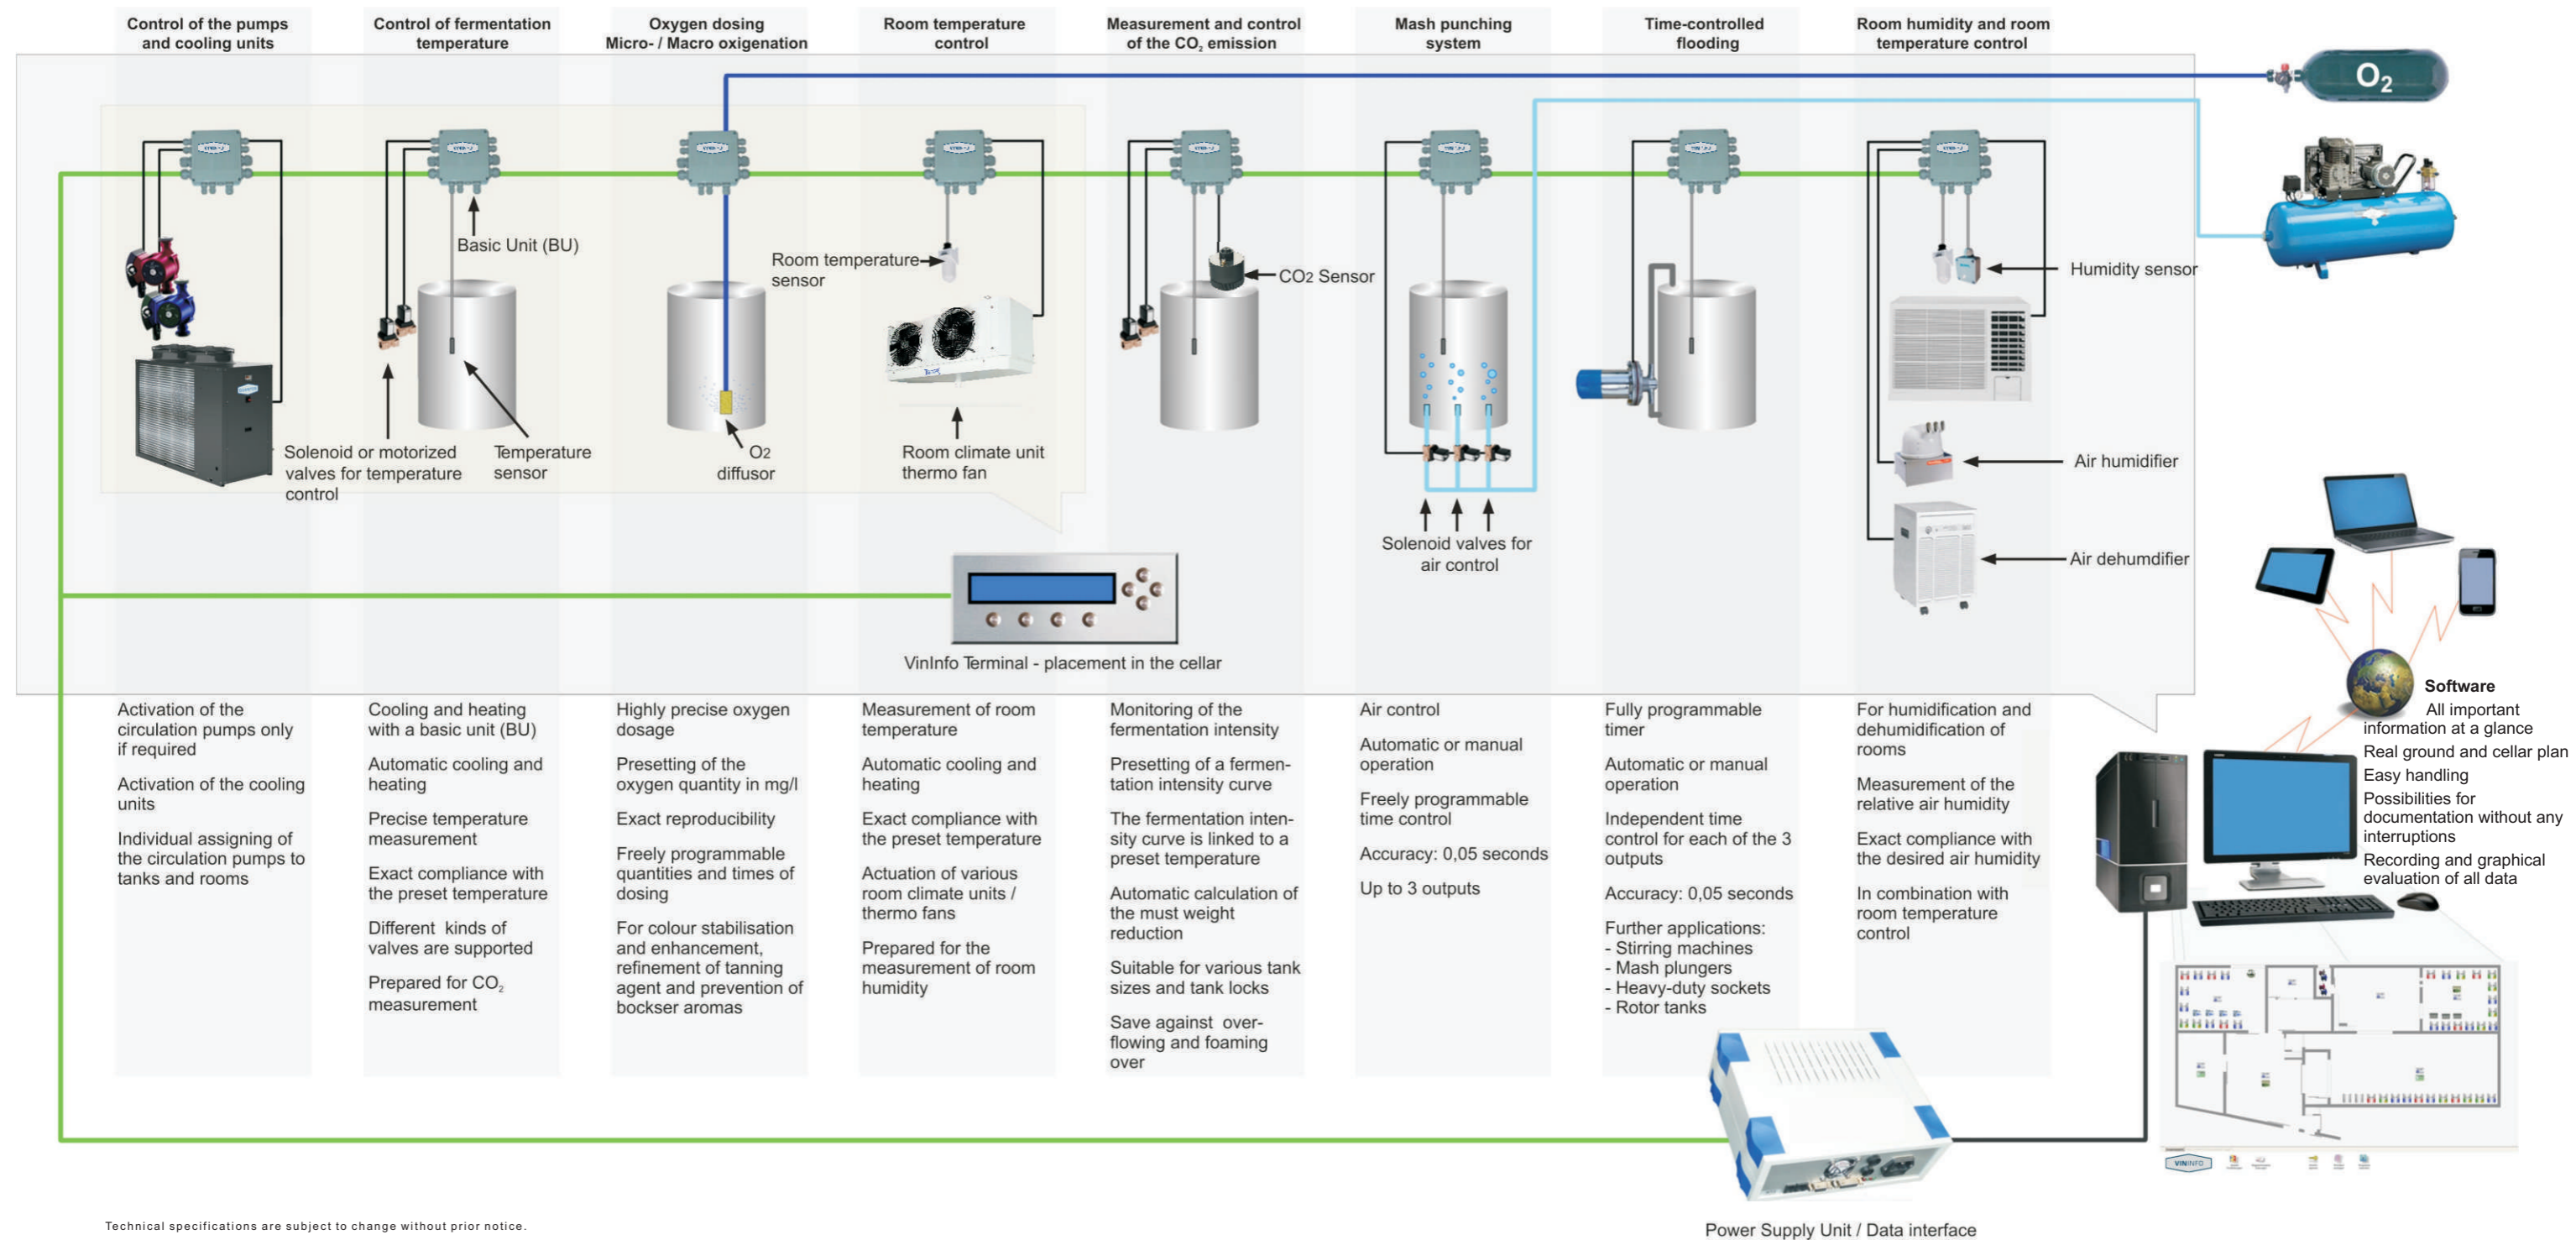 Control of the pumps
and cooling units
Control of fermentation
temperature
Oxygen dosing
Micro- / Macro oxigenation
Room temperature
control
Measurement and control
of the CO₂ emission
Mash punching
system
Time-controlled
flooding
Room humidity and room
temperature control
O₂
Basic Unit (BU)
Solenoid or motorized
valves for temperature
control
Temperature
sensor
O2
diffusor
Room temperature
sensor
Room climate unit
thermo fan
CO2 Sensor
Solenoid valves for
air control
Humidity sensor
Air humidifier
Air dehumdifier
VinInfo Terminal - placement in the cellar
Activation of the
circulation pumps only
if required
Activation of the cooling
units
Individual assigning of
the circulation pumps to
tanks and rooms
Cooling and heating
with a basic unit (BU)
Automatic cooling and
heating
Precise temperature
measurement
Exact compliance with
the preset temperature
Different kinds of
valves are supported
Prepared for CO₂
measurement
Highly precise oxygen
dosage
Presetting of the
oxygen quantity in mg/l
Exact reproducibility
Freely programmable
quantities and times of
dosing
For colour stabilisation
and enhancement,
refinement of tanning
agent and prevention of
bockser aromas
Measurement of room
temperature
Automatic cooling and
heating
Exact compliance with
the preset temperature
Actuation of various
room climate units /
thermo fans
Prepared for the
measurement of room
humidity
Monitoring of the
fermentation intensity
Presetting of a fermen-
tation intensity curve
The fermentation inten-
sity curve is linked to a
preset temperature
Automatic calculation of
the must weight
reduction
Suitable for various tank
sizes and tank locks
Save against over-
flowing and foaming
over
Air control
Automatic or manual
operation
Freely programmable
time control
Accuracy: 0,05 seconds
Up to 3 outputs
Fully programmable
timer
Automatic or manual
operation
Independent time
control for each of the 3
outputs
Accuracy: 0,05 seconds
Further applications:
- Stirring machines
- Mash plungers
- Heavy-duty sockets
- Rotor tanks
For humidification and
dehumidification of
rooms
Measurement of the
relative air humidity
Exact compliance with
the desired air humidity
In combination with
room temperature
control
Software
All important
information at a glance
Real ground and cellar plan
Easy handling
Possibilities for
documentation without any
interruptions
Recording and graphical
evaluation of all data
VININFO
Power Supply Unit / Data interface
Technical specifications are subject to change without prior notice.